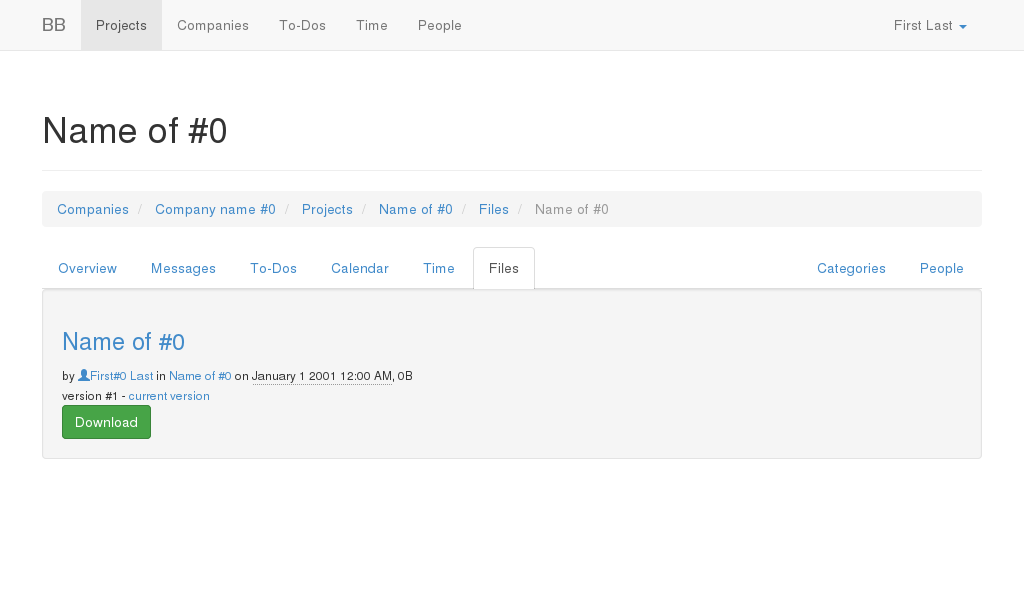 BB Projects Companies To-Dos Time People First Last
Name of #0
Companies / Company name #0 / Projects / Name of #0 / Files / Name of #0
Overview Messages To-Dos Calendar Time Files Categories People
Name of #0
by First#0 Last in Name of #0 on January 1 2001 12:00 AM, 0B
version #1 - current version
Download